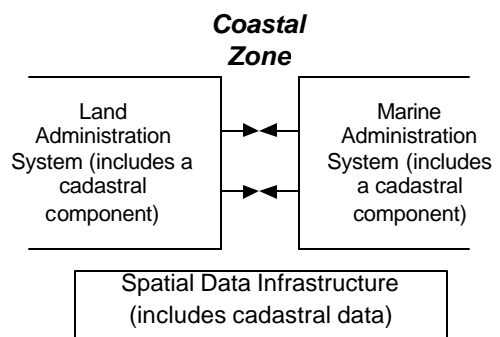 Coastal
Zone
Land
Administration
System (includes a
cadastral
component)
Marine
Administration
System (includes
a cadastral
component)
Spatial Data Infrastructure
(includes cadastral data)